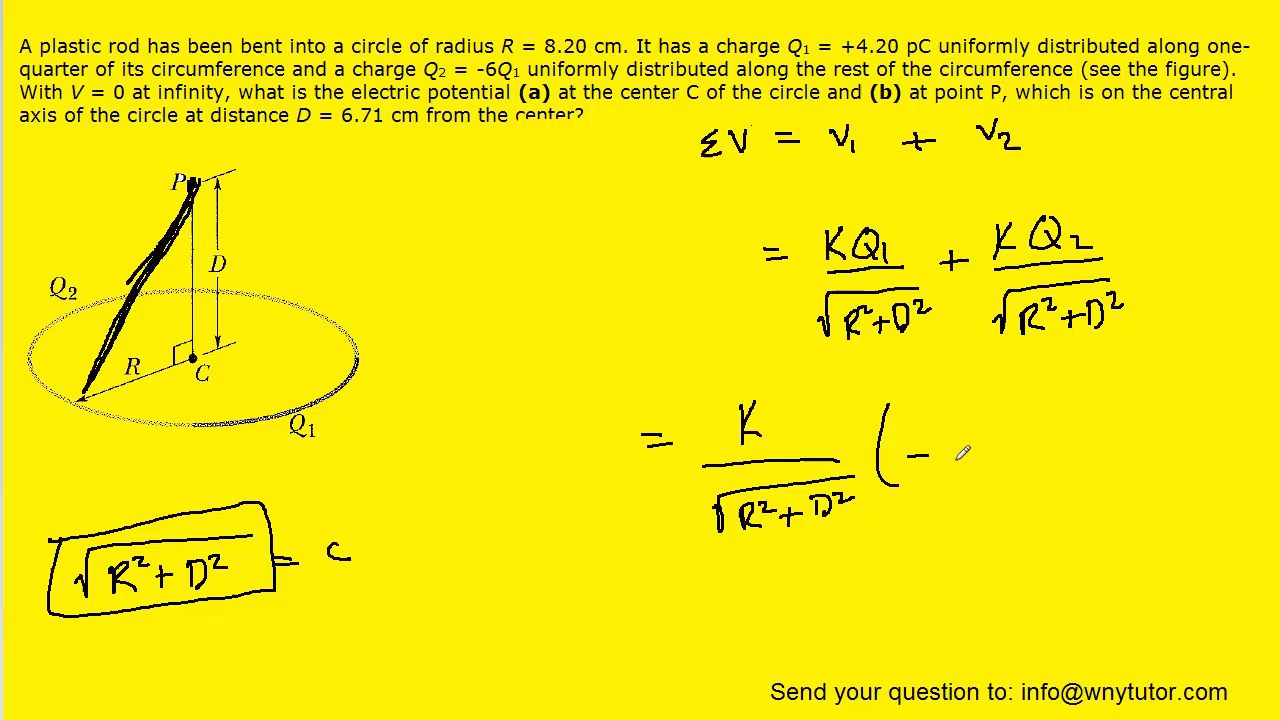 A plastic rod has been bent into a circle of radius R = 8.20 cm. It has a charge Q1 = +4.20 pC uniformly distributed along one-
quarter of its circumference and a charge Q2 = -6Q1 uniformly distributed along the rest of the circumference (see the figure).
With V = 0 at infinity, what is the electric potential (a) at the center C of the circle and (b) at point P, which is on the central
axis of the circle at distance D = 6.71 cm from the center?
ΣV = V1 + V2
P
D
= KQ1/√R²+D² + KQ2/√R²+D²
Q2
R
C
Q1
= K/√R²+D² ( -
√R²+D² = c
Send your question to: info@wnytutor.com